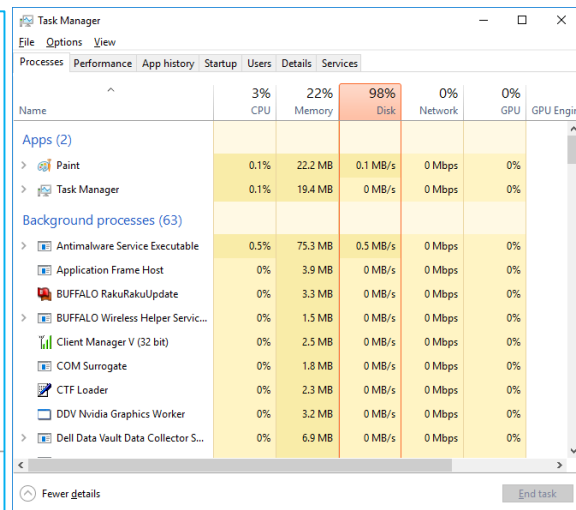 Task Manager
File Options View
Processes Performance App history Startup Users Details Services
3% 22% 98% 0% 0%
Name CPU Memory Disk Network GPU GPU Engin
Apps (2)
Paint 0.1% 22.2 MB 0.1 MB/s 0 Mbps 0%
Task Manager 0.1% 19.4 MB 0 MB/s 0 Mbps 0%
Background processes (63)
Antimalware Service Executable 0.5% 75.3 MB 0.5 MB/s 0 Mbps 0%
Application Frame Host 0% 3.9 MB 0 MB/s 0 Mbps 0%
BUFFALO RakuRakuUpdate 0% 3.3 MB 0 MB/s 0 Mbps 0%
BUFFALO Wireless Helper Servic... 0% 1.5 MB 0 MB/s 0 Mbps 0%
Client Manager V (32 bit) 0% 2.5 MB 0 MB/s 0 Mbps 0%
COM Surrogate 0% 1.8 MB 0 MB/s 0 Mbps 0%
CTF Loader 0% 2.3 MB 0 MB/s 0 Mbps 0%
DDV Nvidia Graphics Worker 0% 3.2 MB 0 MB/s 0 Mbps 0%
Dell Data Vault Data Collector S... 0% 6.9 MB 0 MB/s 0 Mbps 0%
Fewer details End task